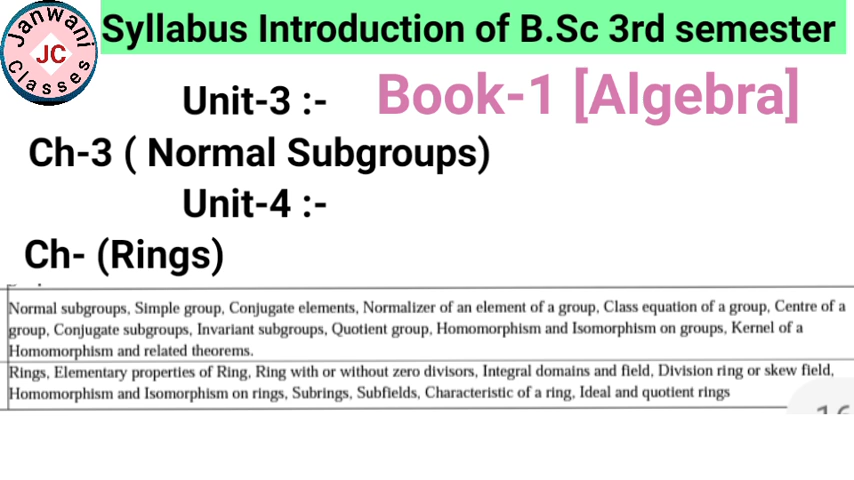 Janwani
JC
Classes
Syllabus Introduction of B.Sc 3rd semester
Unit-3 :- Book-1 [Algebra]
Ch-3 ( Normal Subgroups)
Unit-4 :-
Ch- (Rings)
Normal subgroups, Simple group, Conjugate elements, Normalizer of an element of a group, Class equation of a group, Centre of a
group, Conjugate subgroups, Invariant subgroups, Quotient group, Homomorphism and Isomorphism on groups, Kernel of a
Homomorphism and related theorems.
Rings, Elementary properties of Ring, Ring with or without zero divisors, Integral domains and field, Division ring or skew field,
Homomorphism and Isomorphism on rings, Subrings, Subfields, Characteristic of a ring, Ideal and quotient rings